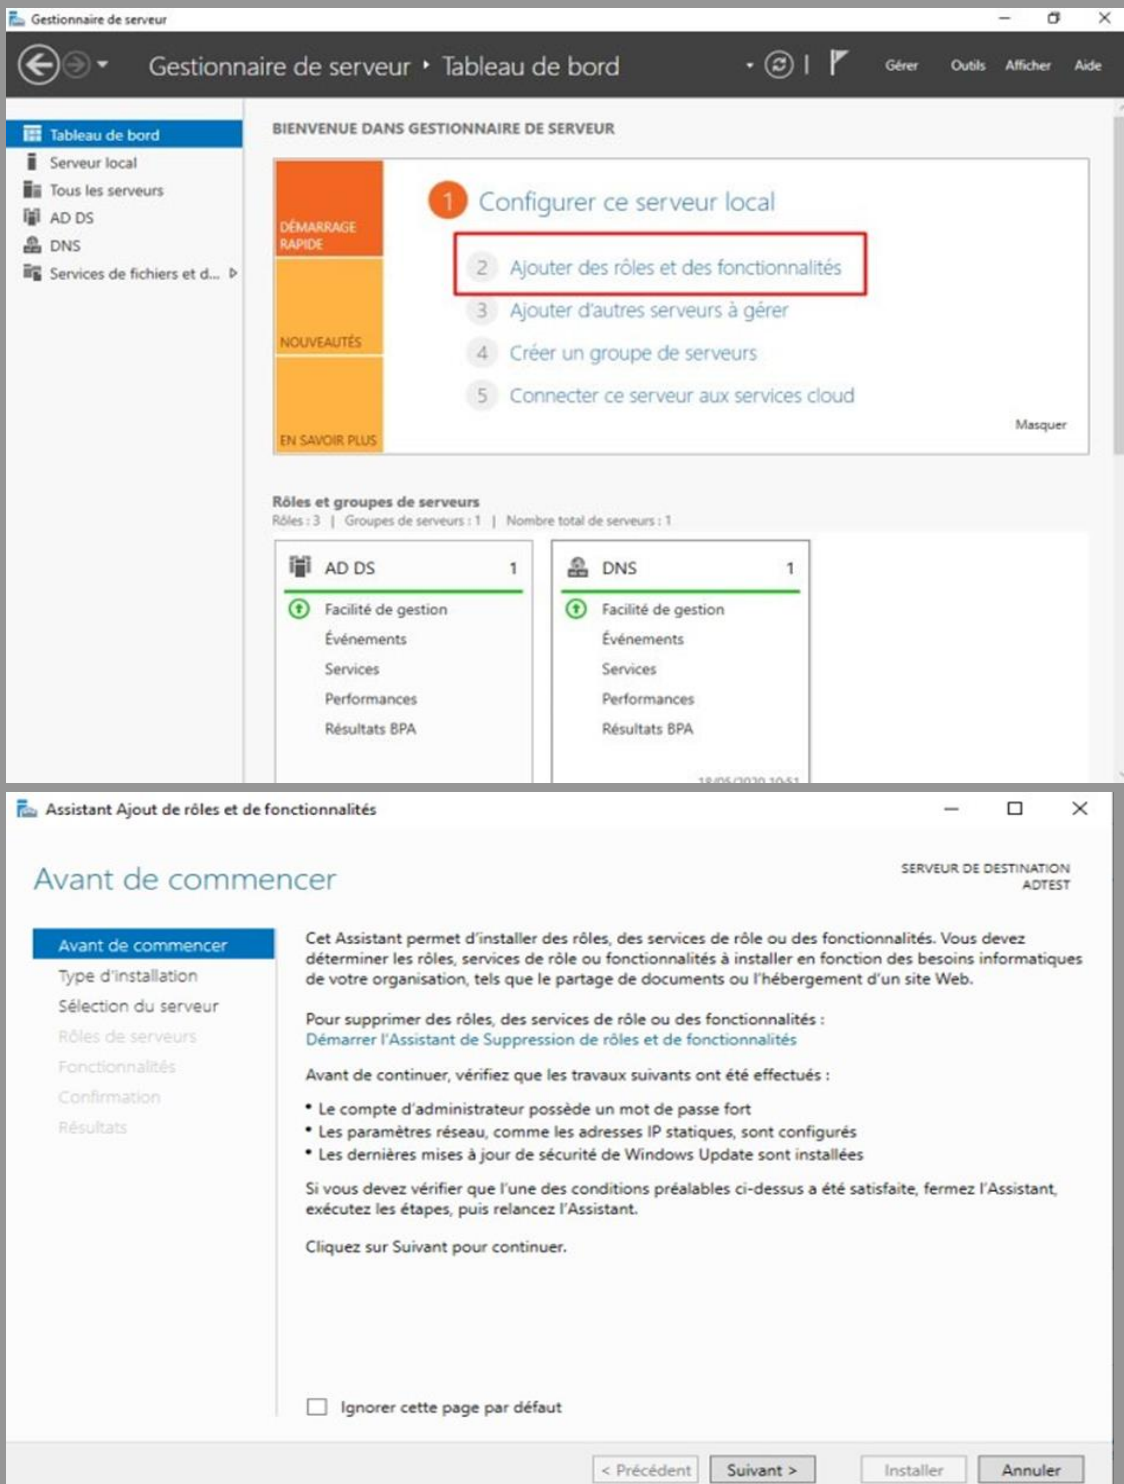 Gestionnaire de serveur
Gestionnaire de serveur ‣ Tableau de bord
Gérer Outils Afficher Aide
Tableau de bord
Serveur local
Tous les serveurs
AD DS
DNS
Services de fichiers et d...
BIENVENUE DANS GESTIONNAIRE DE SERVEUR
DÉMARRAGE
RAPIDE
NOUVEAUTÉS
EN SAVOIR PLUS
1 Configurer ce serveur local
2 Ajouter des rôles et des fonctionnalités
3 Ajouter d'autres serveurs à gérer
4 Créer un groupe de serveurs
5 Connecter ce serveur aux services cloud
Masquer
Rôles et groupes de serveurs
Rôles : 3 | Groupes de serveurs : 1 | Nombre total de serveurs : 1
AD DS 1
Facilité de gestion
Événements
Services
Performances
Résultats BPA
DNS 1
Facilité de gestion
Événements
Services
Performances
Résultats BPA
18/05/2020 10:51
Assistant Ajout de rôles et de fonctionnalités
Avant de commencer
SERVEUR DE DESTINATION
ADTEST
Avant de commencer
Type d'installation
Sélection du serveur
Rôles de serveurs
Fonctionnalités
Confirmation
Résultats
Cet Assistant permet d'installer des rôles, des services de rôle ou des fonctionnalités. Vous devez
déterminer les rôles, services de rôle ou fonctionnalités à installer en fonction des besoins informatiques
de votre organisation, tels que le partage de documents ou l'hébergement d'un site Web.
Pour supprimer des rôles, des services de rôle ou des fonctionnalités :
Démarrer l'Assistant de Suppression de rôles et de fonctionnalités
Avant de continuer, vérifiez que les travaux suivants ont été effectués :
• Le compte d'administrateur possède un mot de passe fort
• Les paramètres réseau, comme les adresses IP statiques, sont configurés
• Les dernières mises à jour de sécurité de Windows Update sont installées
Si vous devez vérifier que l'une des conditions préalables ci-dessus a été satisfaite, fermez l'Assistant,
exécutez les étapes, puis relancez l'Assistant.
Cliquez sur Suivant pour continuer.
Ignorer cette page par défaut
< Précédent Suivant > Installer Annuler